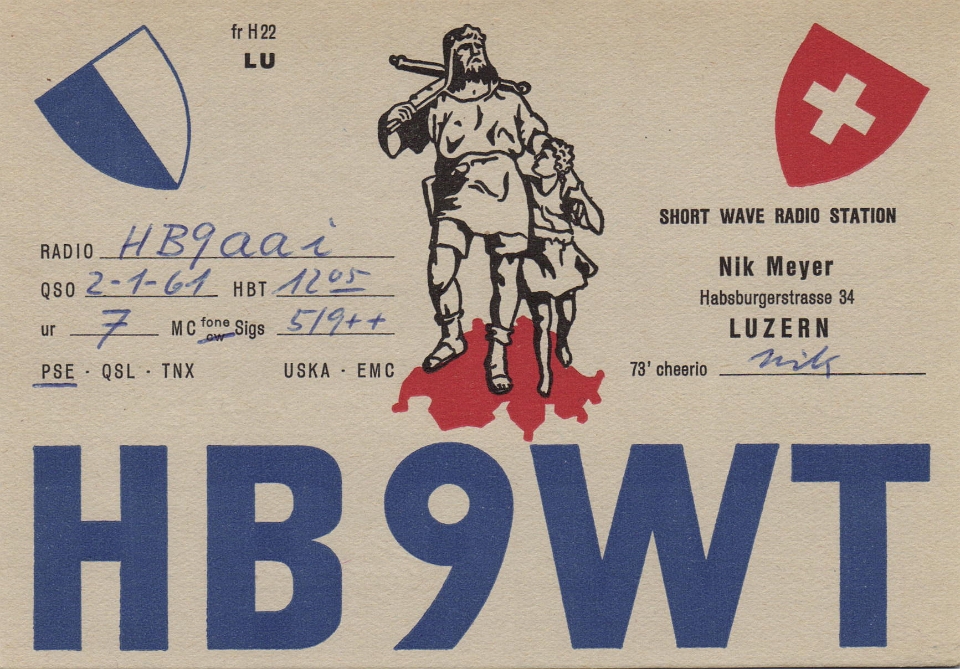 fr H22
LU
RADIO HB9aai
QSO 2-1-61 HBT 1205
ur 7 MC fone cw Sigs 5/9++
PSE · QSL · TNX USKA · EMC
SHORT WAVE RADIO STATION
Nik Meyer
Habsburgerstrasse 34
LUZERN
73' cheerio Nik
HB9WT